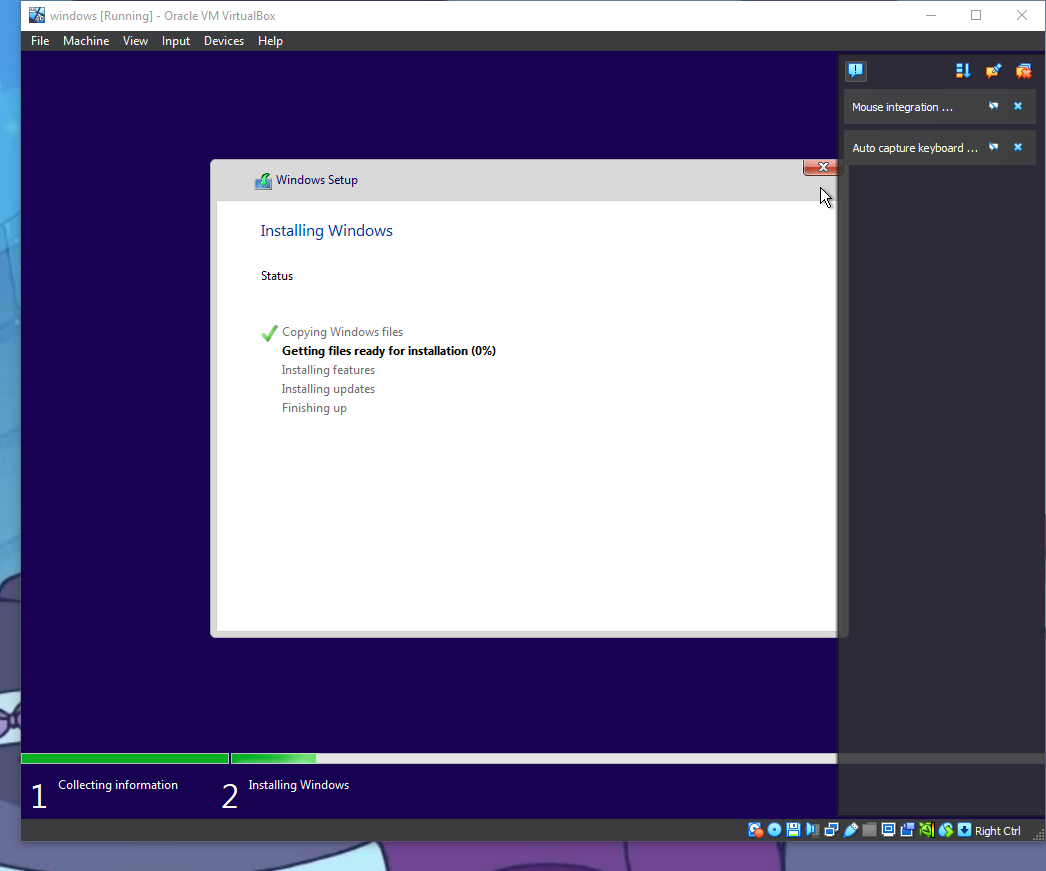 windows [Running] - Oracle VM VirtualBox
File Machine View Input Devices Help
Mouse integration ...
Auto capture keyboard ...
Windows Setup
Installing Windows
Status
Copying Windows files
Getting files ready for installation (0%)
Installing features
Installing updates
Finishing up
1 Collecting information
2 Installing Windows
Right Ctrl